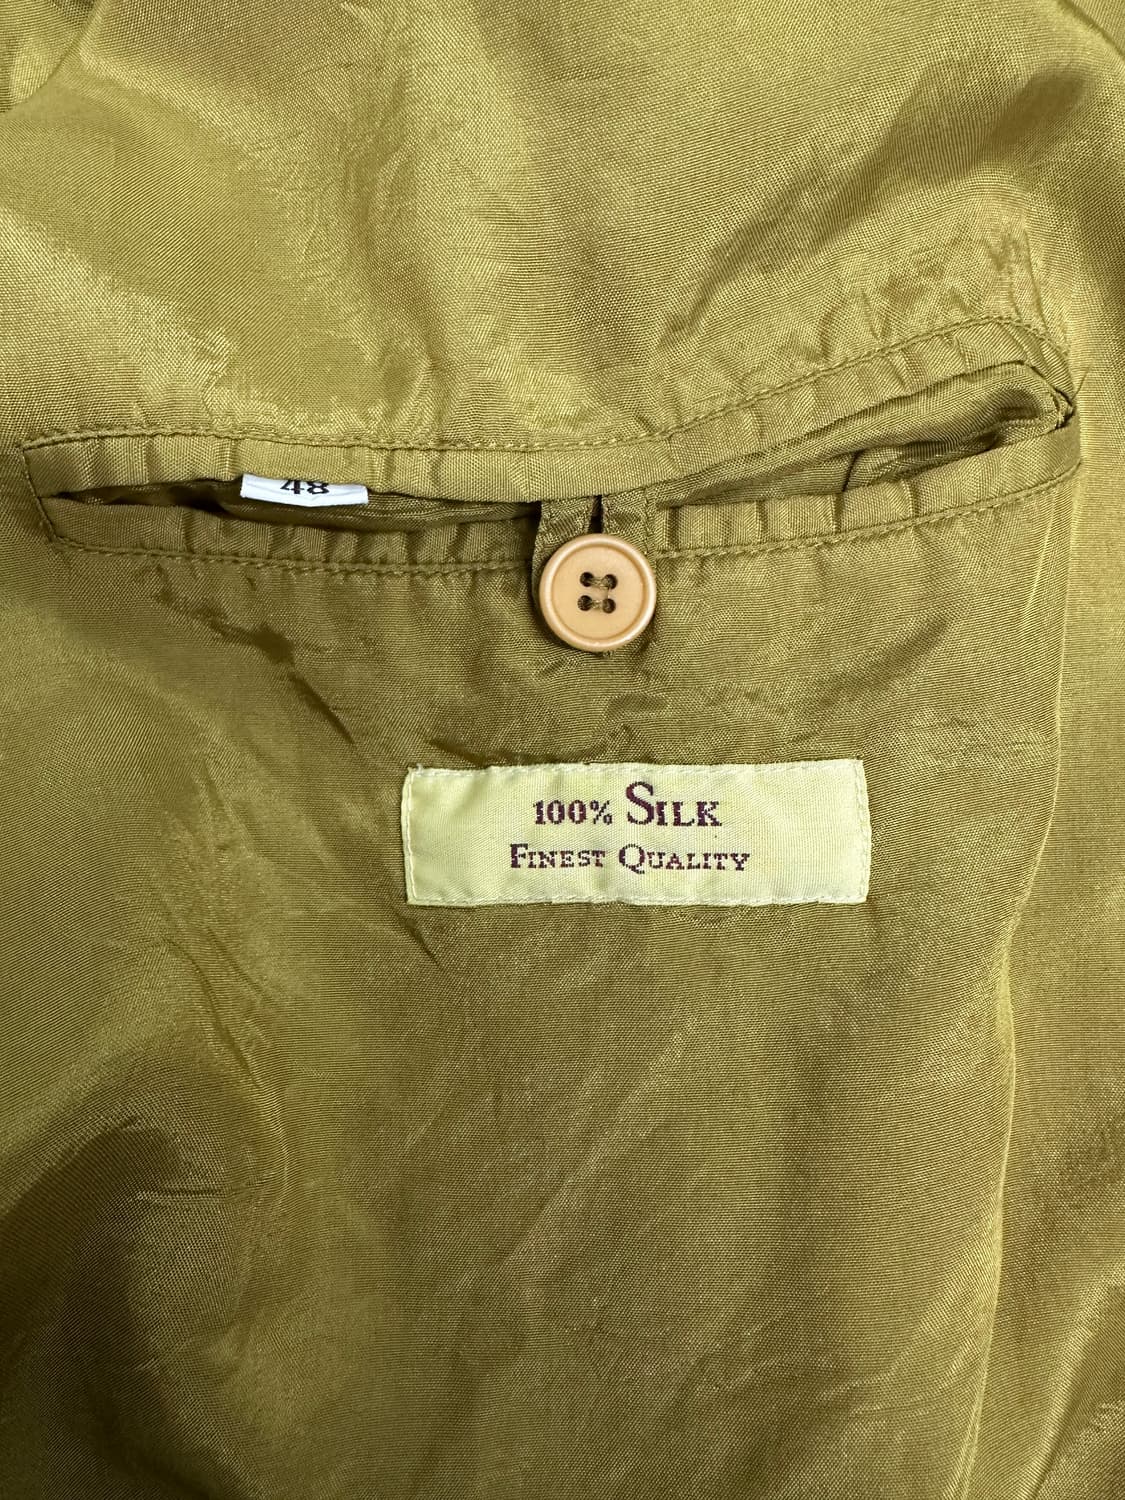 48
100% SILK
FINEST QUALITY